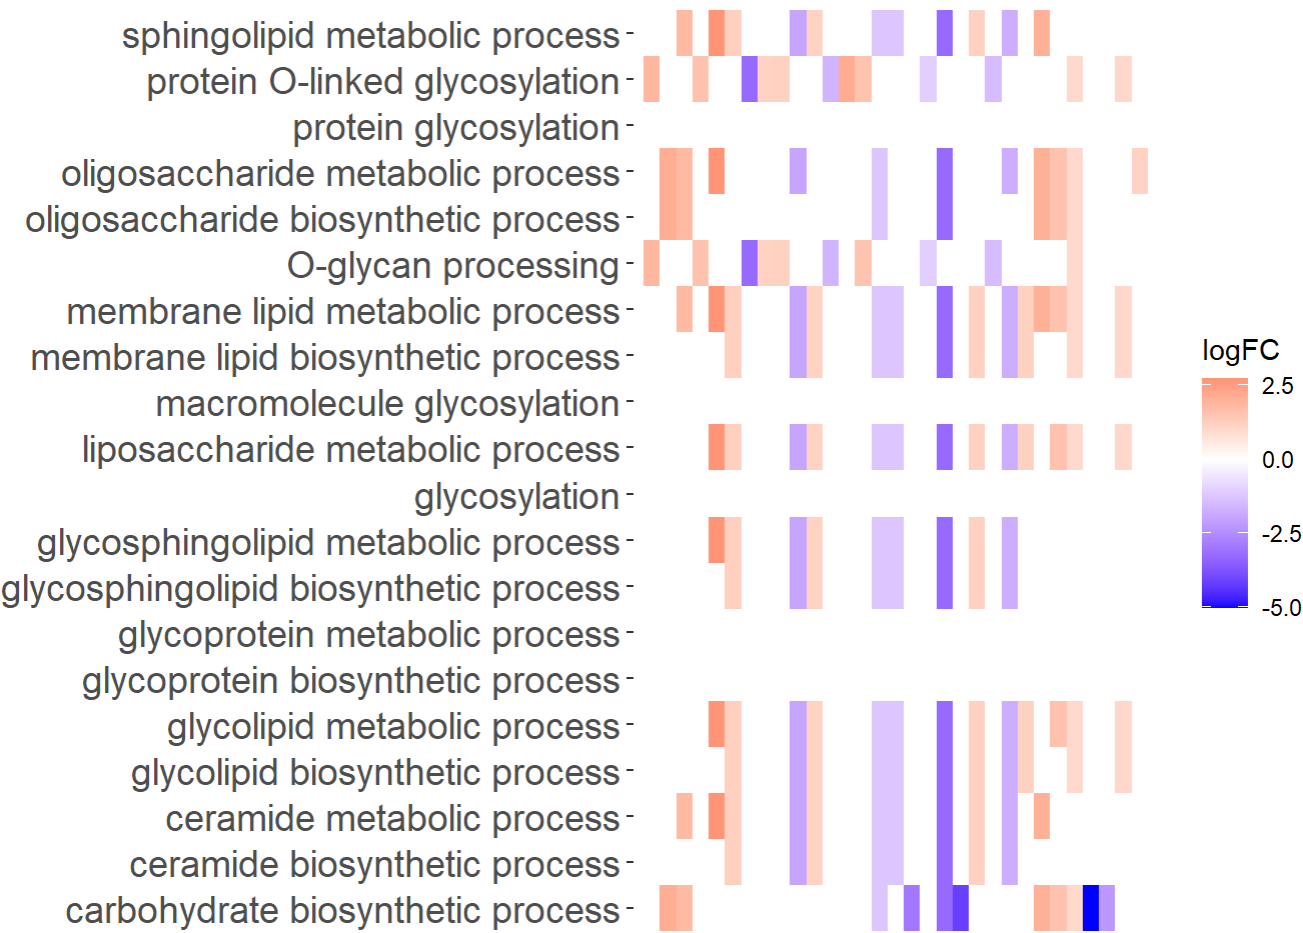 sphingolipid metabolic process
protein O-linked glycosylation
protein glycosylation
oligosaccharide metabolic process
oligosaccharide biosynthetic process
O-glycan processing
membrane lipid metabolic process
membrane lipid biosynthetic process
macromolecule glycosylation
liposaccharide metabolic process
glycosylation
glycosphingolipid metabolic process
glycosphingolipid biosynthetic process
glycoprotein metabolic process
glycoprotein biosynthetic process
glycolipid metabolic process
glycolipid biosynthetic process
ceramide metabolic process
ceramide biosynthetic process
carbohydrate biosynthetic process
logFC
2.5
0.0
-2.5
-5.0